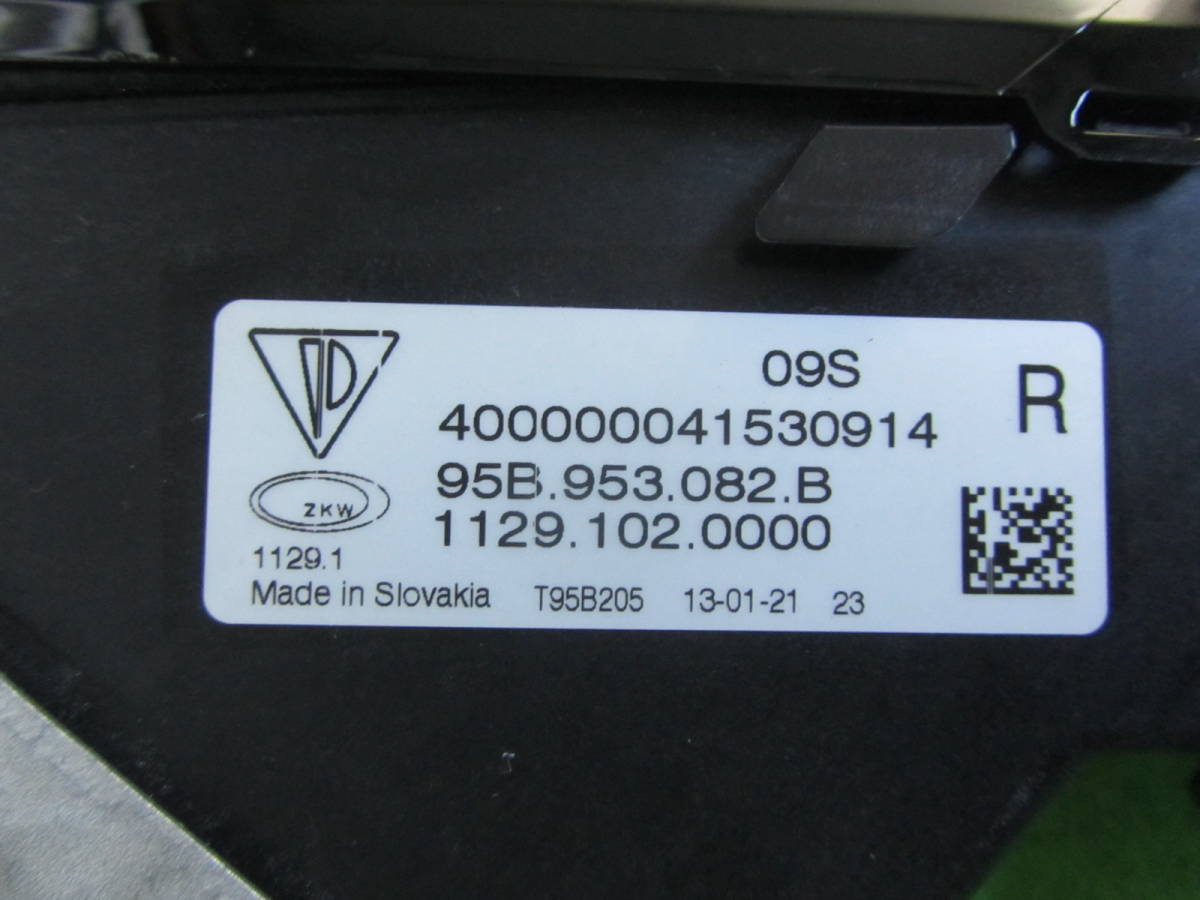 09S
R
400000041530914
95B.953.082.B
ZKW
1129.102.0000
1129.1
Made in Slovakia T95B205 13-01-21 23